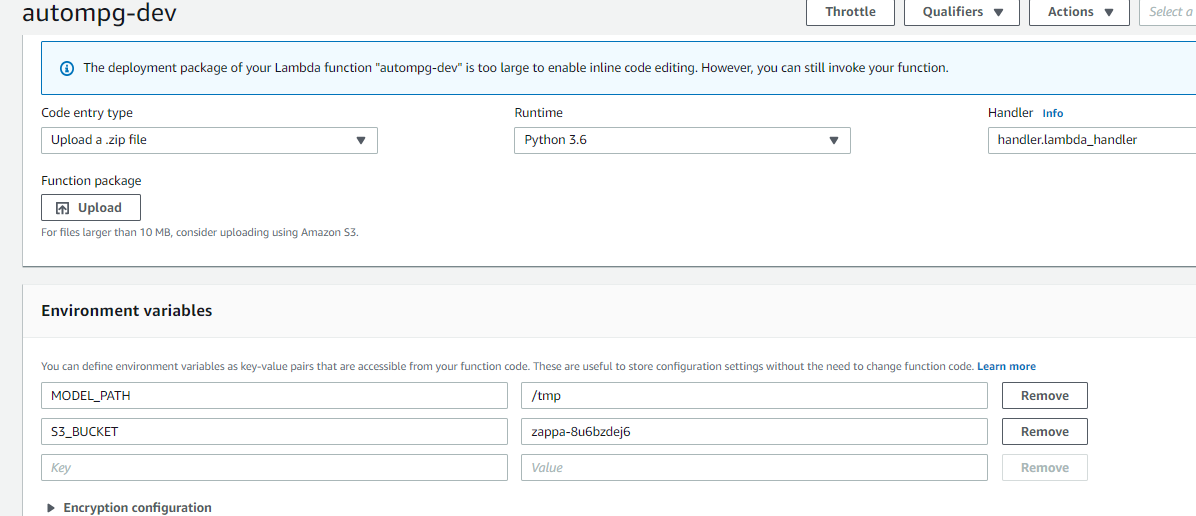 autompg-dev
Throttle
Qualifiers
Actions
Select a
The deployment package of your Lambda function "autompg-dev" is too large to enable inline code editing. However, you can still invoke your function.
Code entry type
Runtime
Handler Info
Upload a .zip file
Python 3.6
handler.lambda_handler
Function package
Upload
For files larger than 10 MB, consider uploading using Amazon S3.
Environment variables
You can define environment variables as key-value pairs that are accessible from your function code. These are useful to store configuration settings without the need to change function code. Learn more
MODEL_PATH
/tmp
Remove
S3_BUCKET
zappa-8u6bzdej6
Remove
Key
Value
Remove
Encryption configuration